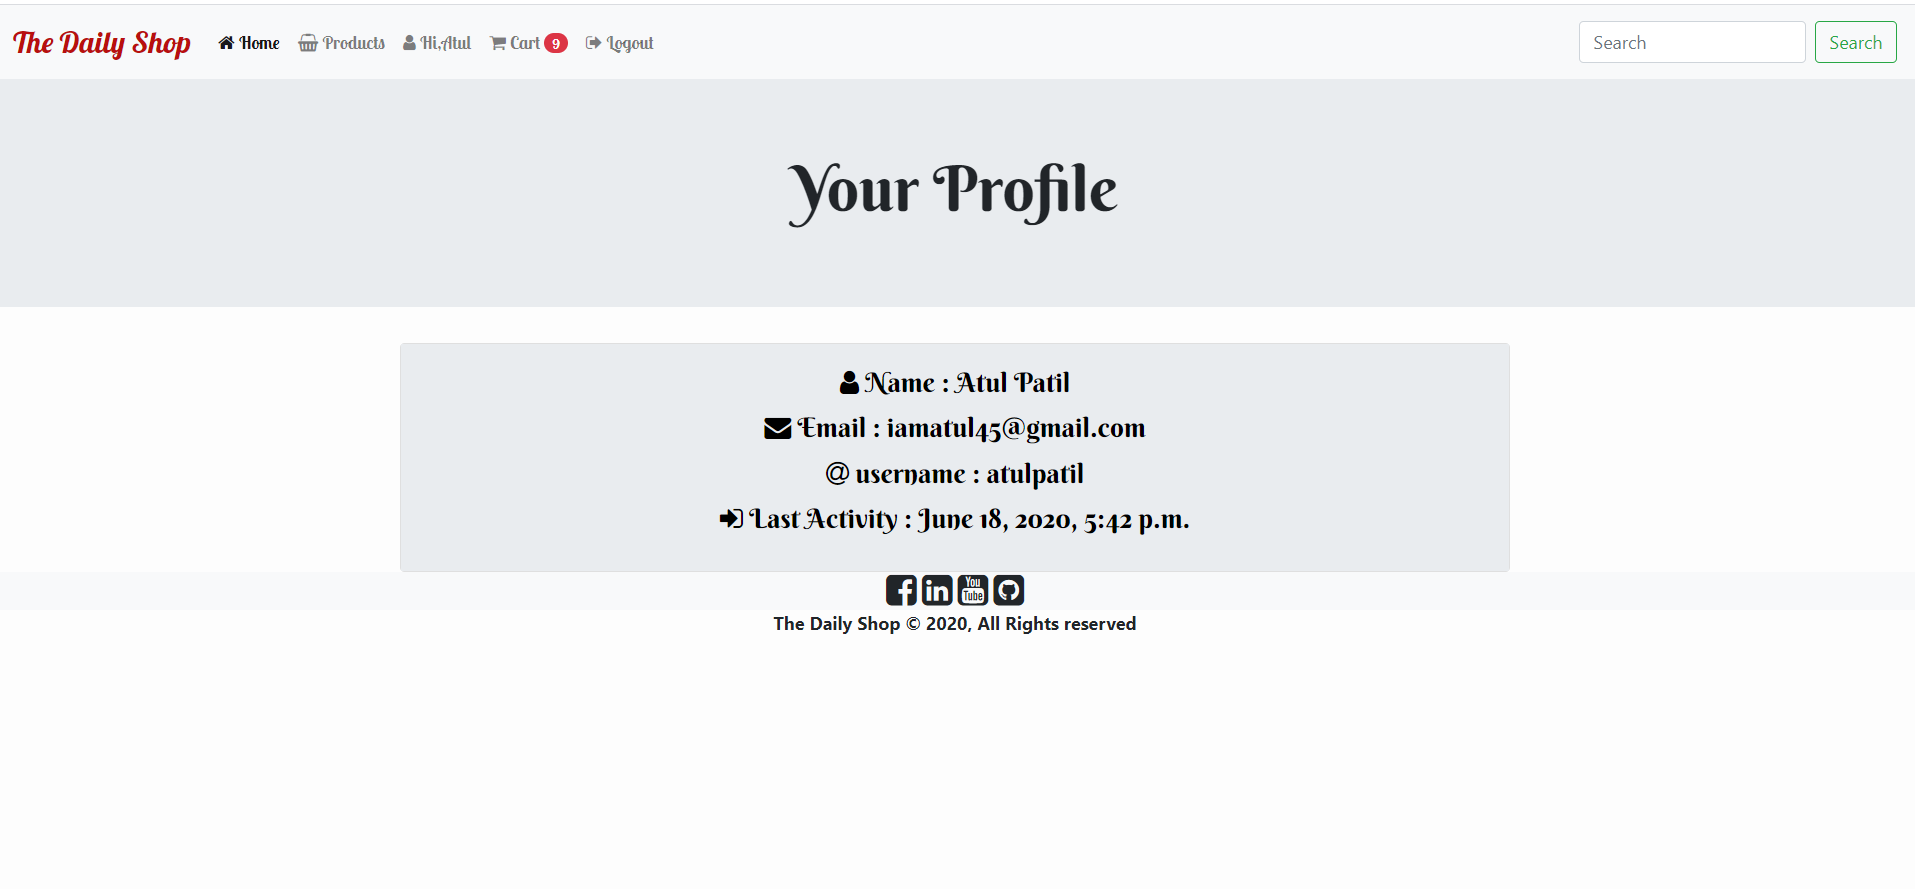 The Daily Shop Home Products Hi,Atul Cart 9 Logout Search Search
Your Profile
Name : Atul Patil
Email : iamatul45@gmail.com
@ username : atulpatil
Last Activity : June 18, 2020, 5:42 p.m.
You Tube
The Daily Shop © 2020, All Rights reserved